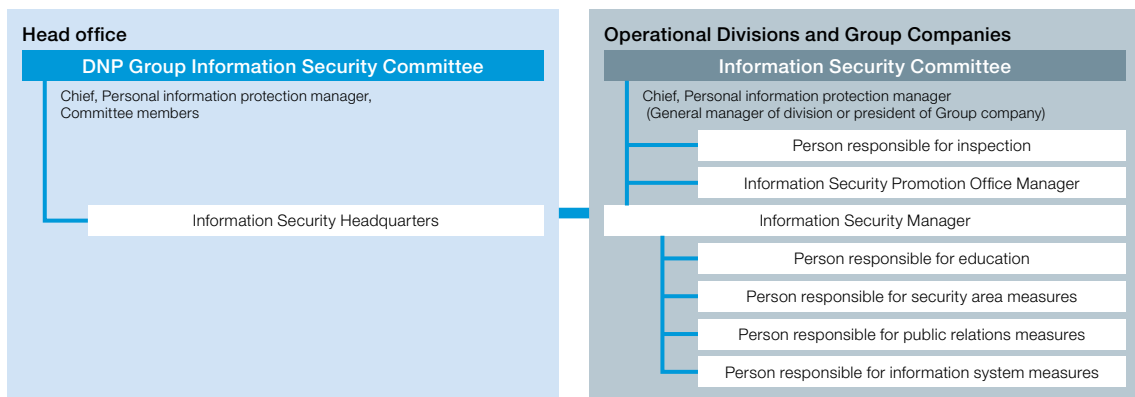 Head office
DNP Group Information Security Committee
Chief, Personal information protection manager,
Committee members
Information Security Headquarters
Operational Divisions and Group Companies
Information Security Committee
Chief, Personal information protection manager
(General manager of division or president of Group company)
Person responsible for inspection
Information Security Promotion Office Manager
Information Security Manager
Person responsible for education
Person responsible for security area measures
Person responsible for public relations measures
Person responsible for information system measures